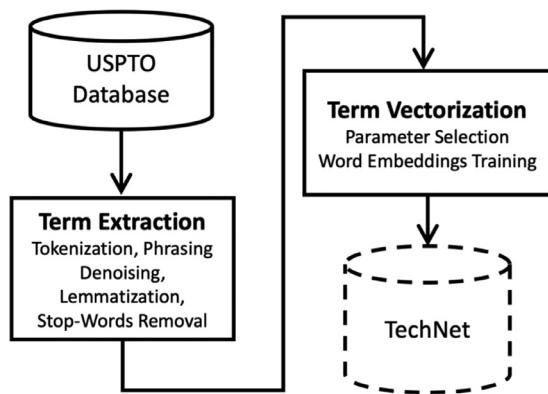 USPTO
Database
Term Extraction
Tokenization, Phrasing
Denoising,
Lemmatization,
Stop-Words Removal
Term Vectorization
Parameter Selection
Word Embeddings Training
TechNet